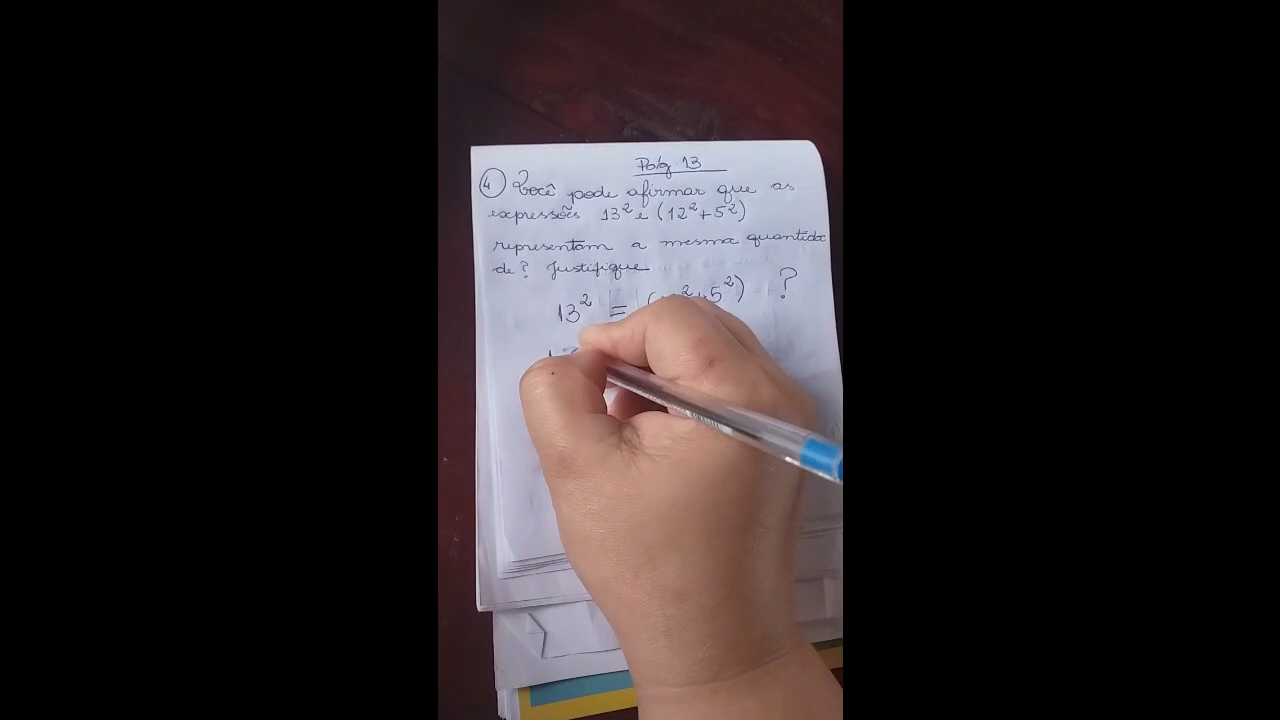 Pág 13
4 Você pode afirmar que as
expressões 13² e (12² + 5²)
representam a mesma quantida
de? Justifique
13² = ( ² + 5²) ?